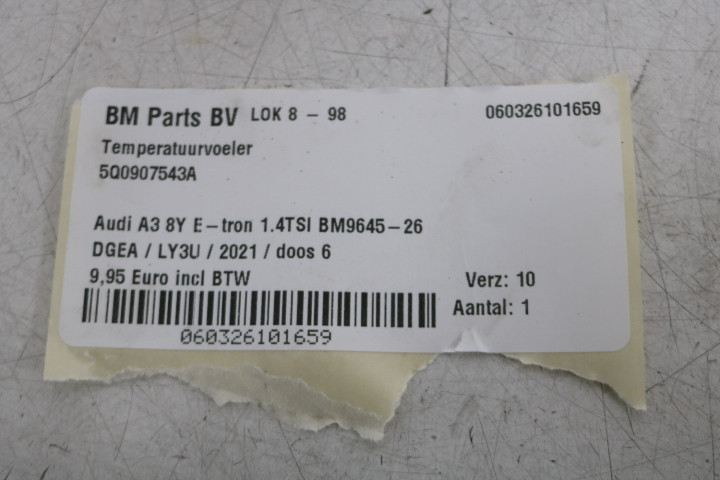 BM Parts BV LOK 8 - 98 060326101659
Temperatuurvoeler
5Q0907543A
Audi A3 8Y E-tron 1.4TSI BM9645-26
DGEA / LY3U / 2021 / doos 6
9,95 Euro incl BTW Verz: 10
Aantal: 1
060326101659